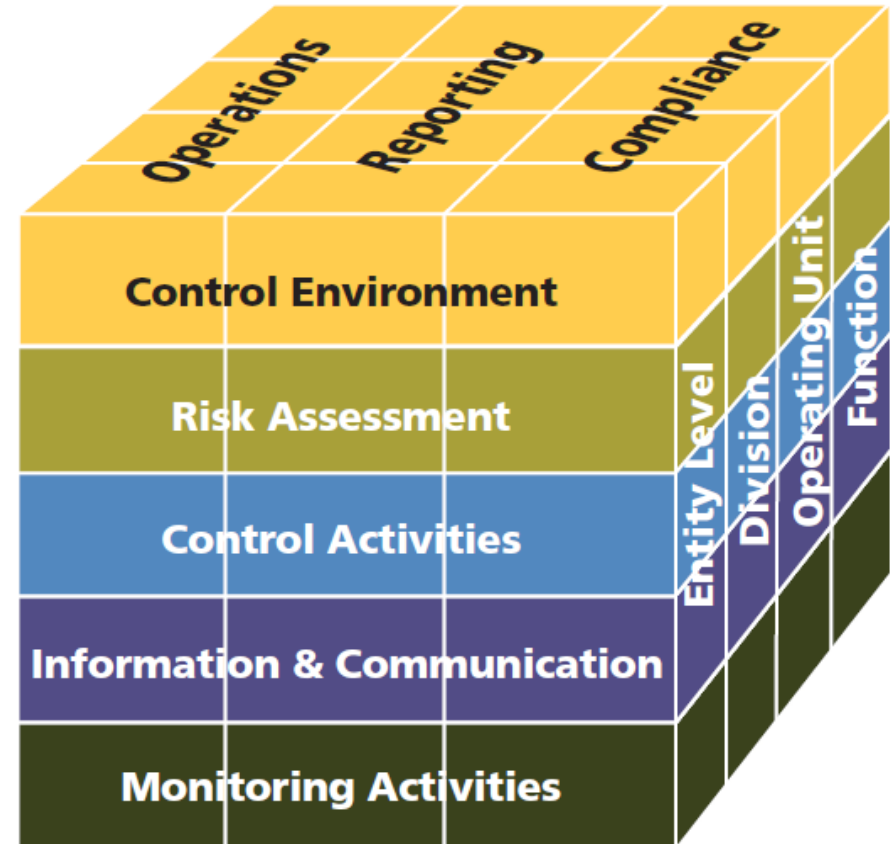 Operations
Reporting
Compliance
Control Environment
Risk Assessment
Control Activities
Information & Communication
Monitoring Activities
Entity Level
Division
Operating Unit
Function